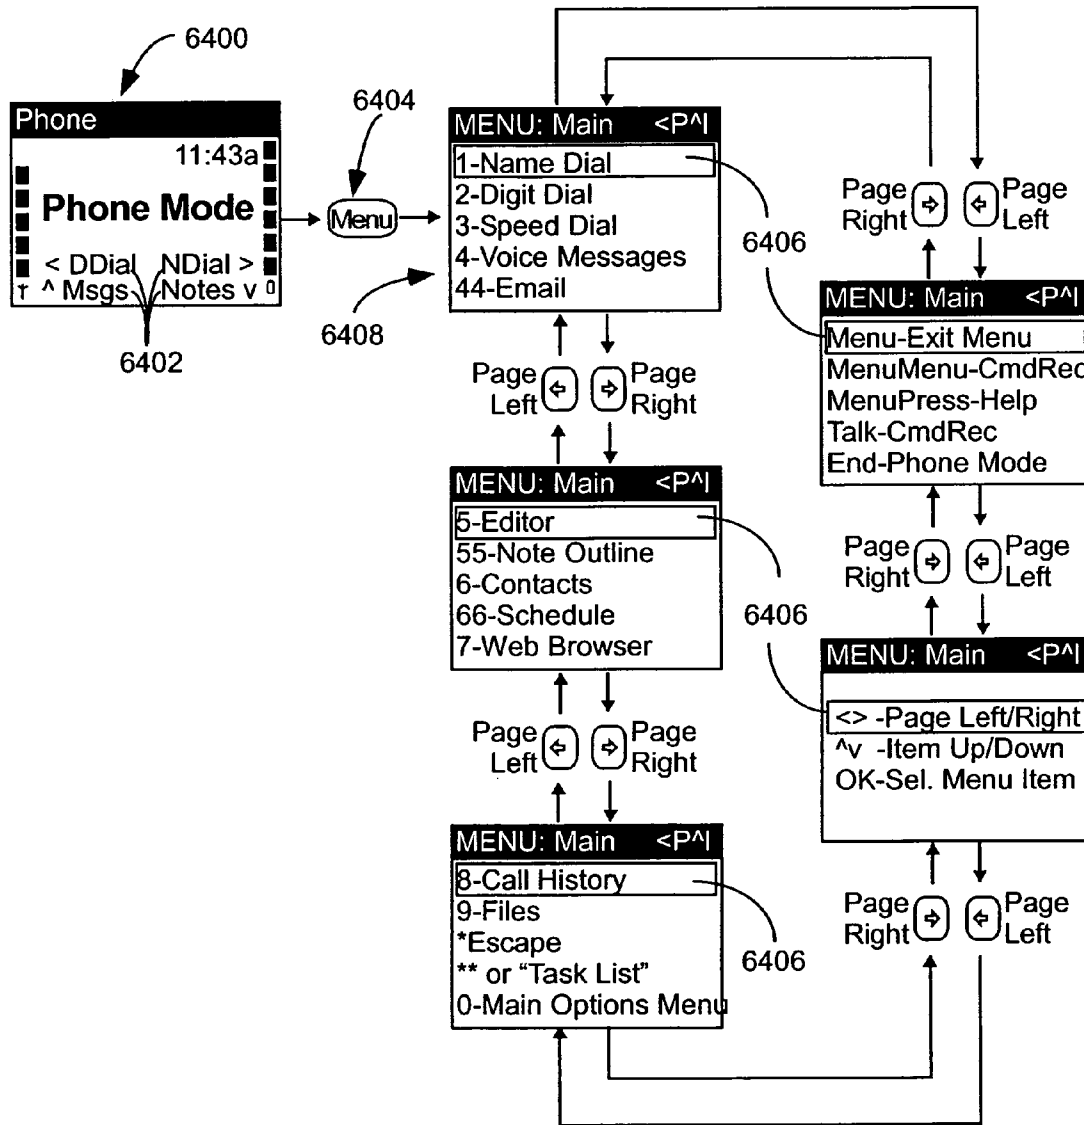 6400
Phone
11:43a
Phone Mode
< DDial NDial >
^ Msgs Notes v
6402
6404
Menu
6408
MENU: Main <P^|
1-Name Dial
2-Digit Dial
3-Speed Dial
4-Voice Messages
44-Email
Page Left
Page Right
MENU: Main <P^|
5-Editor
55-Note Outline
6-Contacts
66-Schedule
7-Web Browser
Page Left
Page Right
MENU: Main <P^|
8-Call History
9-Files
*Escape
** or “Task List”
0-Main Options Menu
6406
6406
6406
Page Right
Page Left
MENU: Main <P^|
Menu-Exit Menu
MenuMenu-CmdRec
MenuPress-Help
Talk-CmdRec
End-Phone Mode
Page Right
Page Left
MENU: Main <P^|
<> -Page Left/Right
^v -Item Up/Down
OK-Sel. Menu Item
Page Right
Page Left